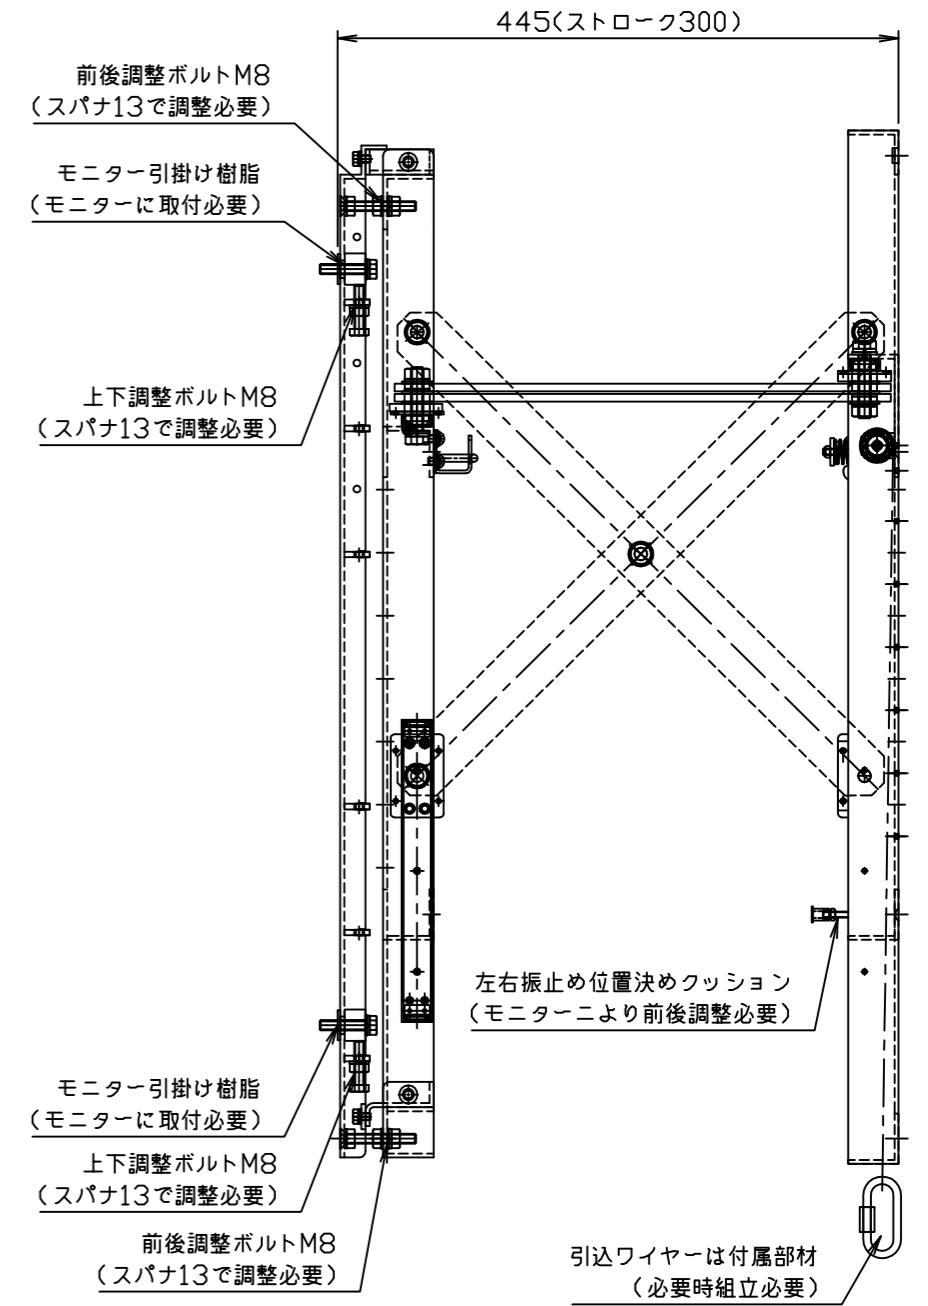 445(ストローク300)
前後調整ボルトM8
(スパナ13で調整必要)
モニター引掛け樹脂
(モニターに取付必要)
上下調整ボルトM8
(スパナ13で調整必要)
左右振止め位置決めクッション
(モニターニより前後調整必要)
モニター引掛け樹脂
(モニターに取付必要)
上下調整ボルトM8
(スパナ13で調整必要)
前後調整ボルトM8
(スパナ13で調整必要)
引込ワイヤーは付属部材
(必要時組立必要)